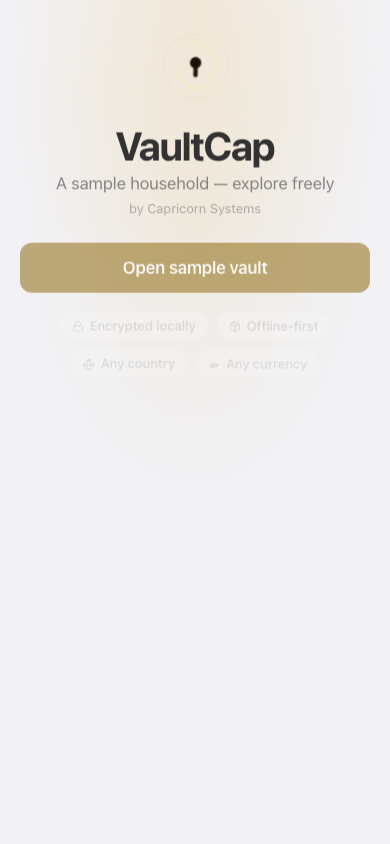 VaultCap
A sample household — explore freely
by Capricorn Systems
Open sample vault
Encrypted locally
Offline-first
Any country
Any currency